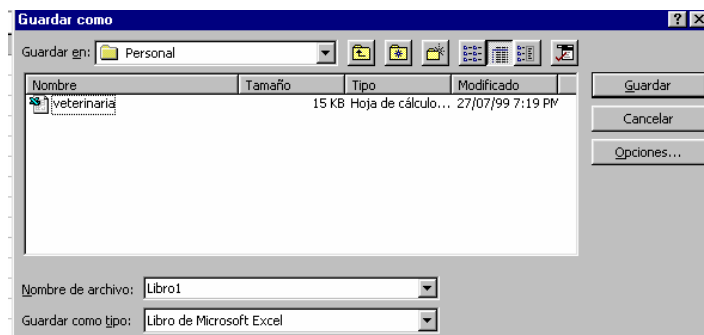 Guardar como
Guardar en: Personal
Nombre Tamaño Tipo Modificado
veterinaria 15 KB Hoja de cálculo... 27/07/99 7:19 PM
Guardar
Cancelar
Opciones...
Nombre de archivo: Libro1
Guardar como tipo: Libro de Microsoft Excel